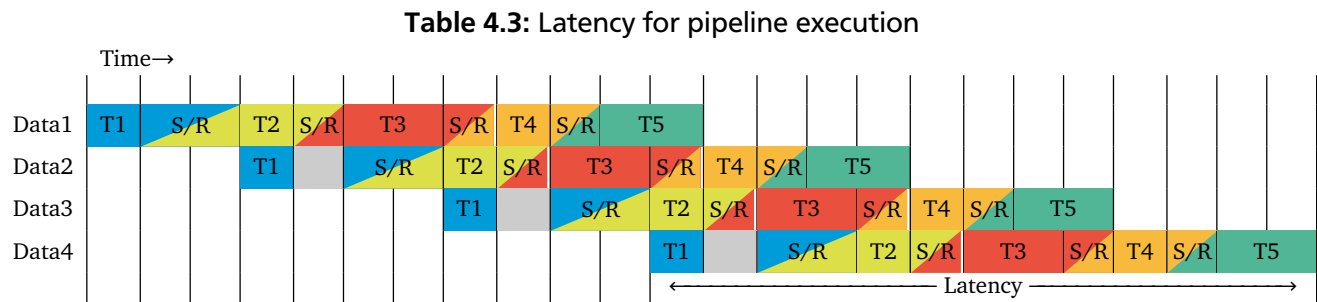 Table 4.3: Latency for pipeline execution
Time→
Data1 T1 S/R T2 S/R T3 S/R T4 S/R T5
Data2 T1 S/R T2 S/R T3 S/R T4 S/R T5
Data3 T1 S/R T2 S/R T3 S/R T4 S/R T5
Data4 T1 S/R T2 S/R T3 S/R T4 S/R T5
Latency